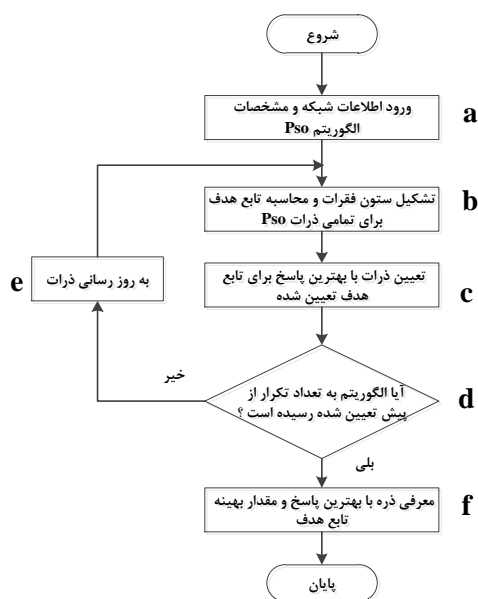 شروع
ورود اطلاعات شبکه و مشخصات
الگوریتم Pso
a
تشکیل ستون فقرات و محاسبه تابع هدف
برای تمامی ذرات Pso
b
به روز رسانی ذرات
e
تعیین ذرات با بهترین پاسخ برای تابع
هدف تعیین شده
c
خیر
آیا الگوریتم به تعداد تکرار از
پیش تعیین شده رسیده است ؟
d
بلی
معرفی ذره با بهترین پاسخ و مقدار بهینه
تابع هدف
f
پایان